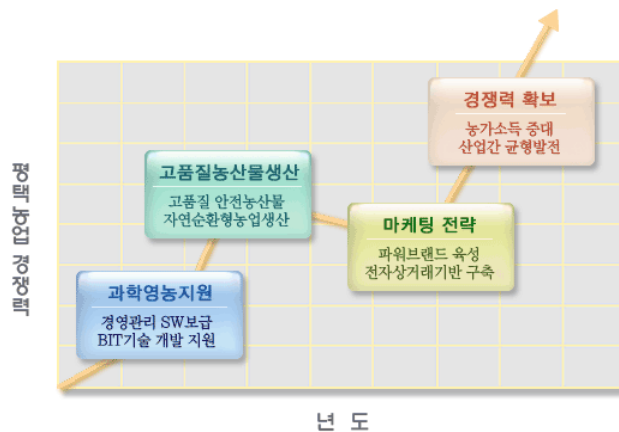 경쟁력 확보
농가소득 증대
산업간 균형발전
고품질농산물생산
고품질 안전농산물
자연순환형농업생산
마케팅 전략
파워브랜드 육성
전자상거래기반 구축
과학영농지원
경영관리 SW보급
BIT기술 개발 지원
평택농업 경쟁력
년 도